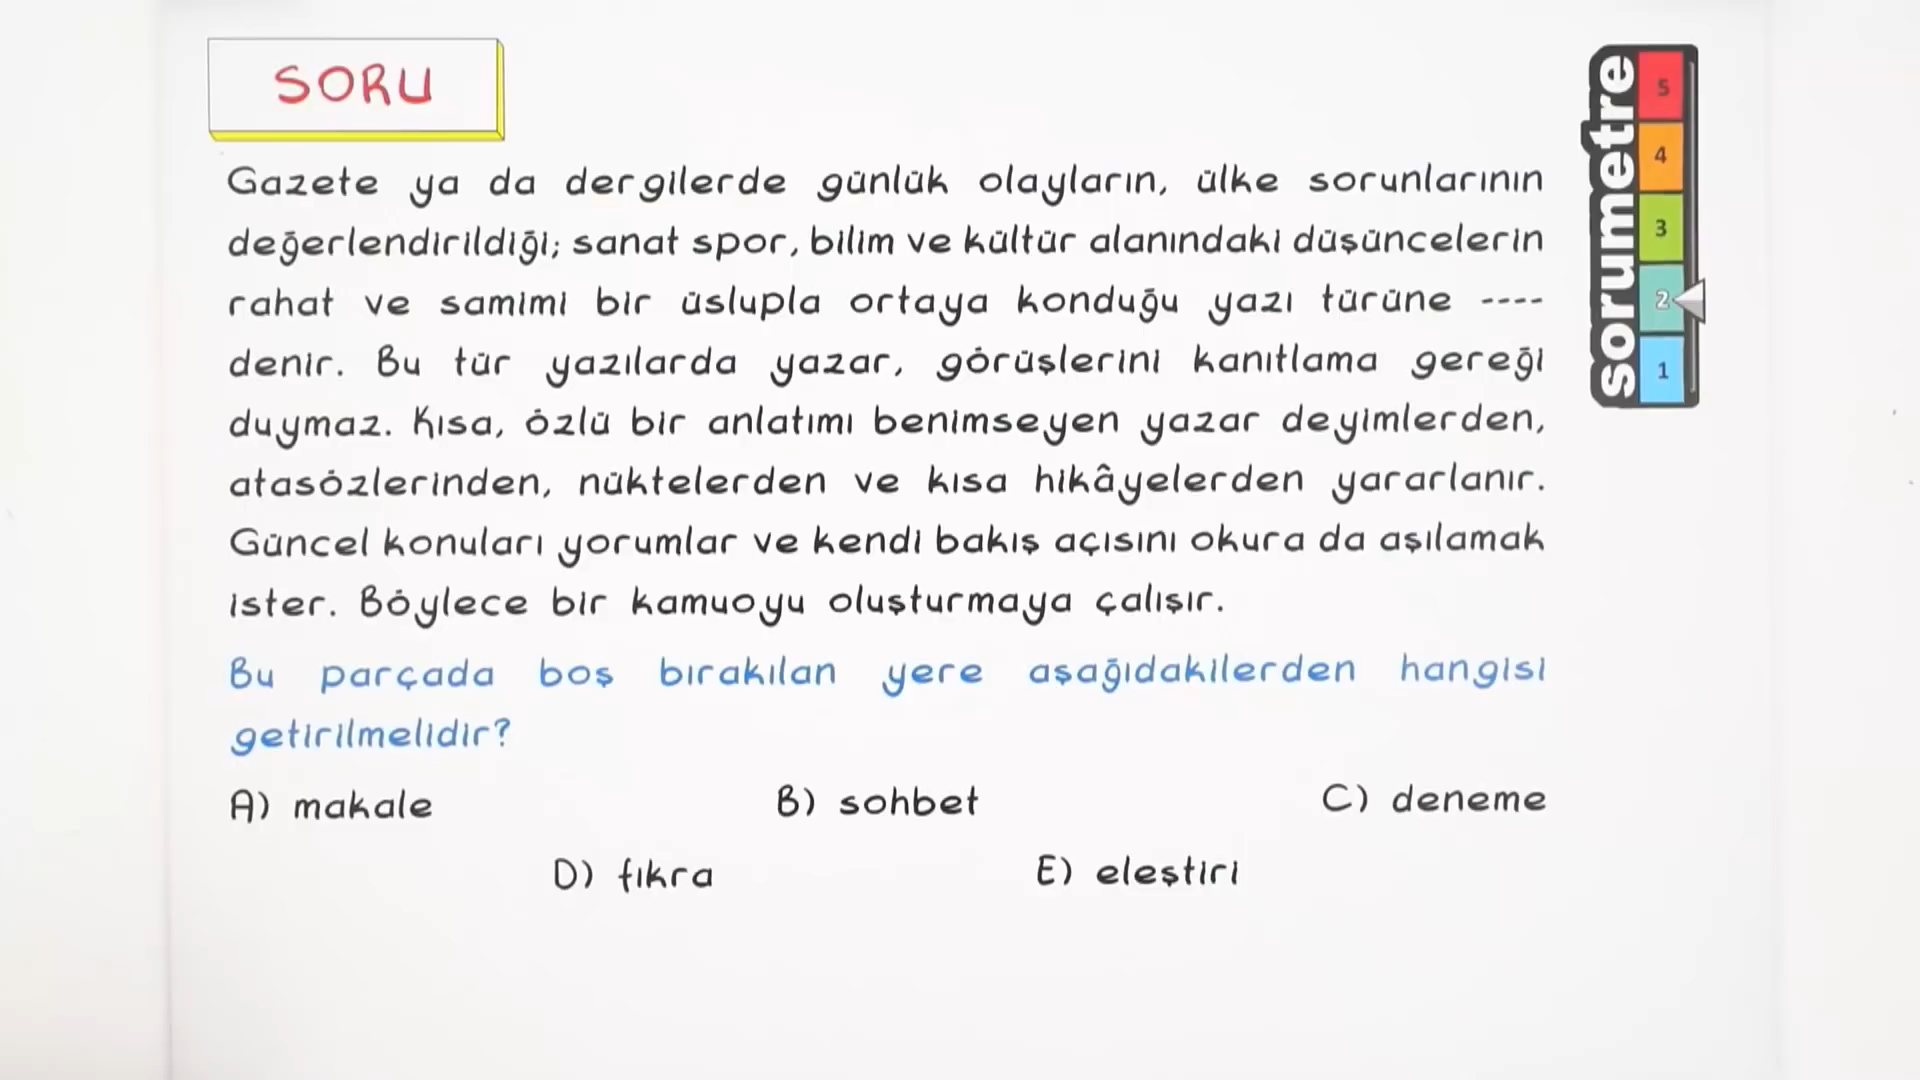 SORU
Gazete ya da dergilerde günlük olayların, ülke sorunlarının
değerlendirildiği; sanat spor, bilim ve kültür alanındaki düşüncelerin
rahat ve samimi bir üslupla ortaya konduğu yazı türüne ----
denir. Bu tür yazılarda yazar, görüşlerini kanıtlama gereği
duymaz. Kısa, özlü bir anlatımı benimseyen yazar deyimlerden,
atasözlerinden, nüktelerden ve kısa hikâyelerden yararlanır.
Güncel konuları yorumlar ve kendi bakış açısını okura da aşılamak
ister. Böylece bir kamuoyu oluşturmaya çalışır.
Bu parçada boş bırakılan yere aşağıdakilerden hangisi
getirilmelidir?
A) makale B) sohbet C) deneme
D) fıkra E) eleştiri
sorumetre
5
4
3
2
1